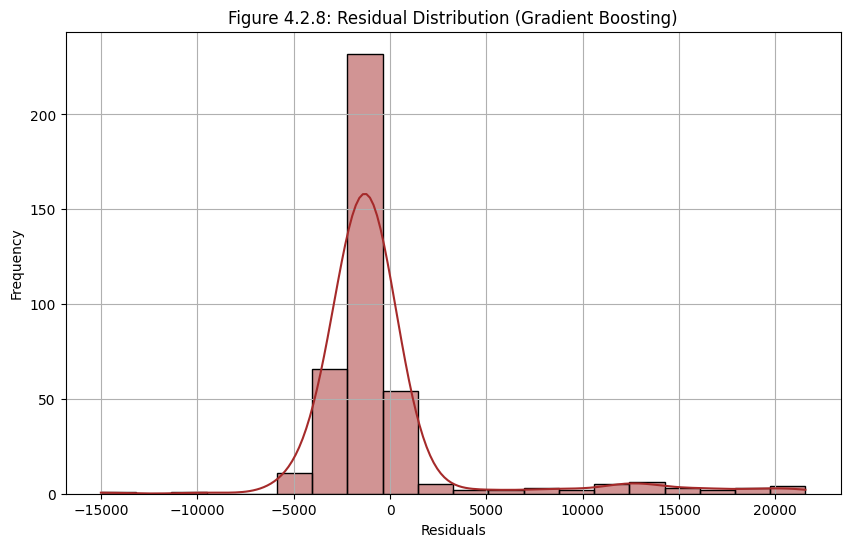 Figure 4.2.8: Residual Distribution (Gradient Boosting)
Frequency
200
150
100
50
0
−15000 −10000 −5000 0 5000 10000 15000 20000
Residuals